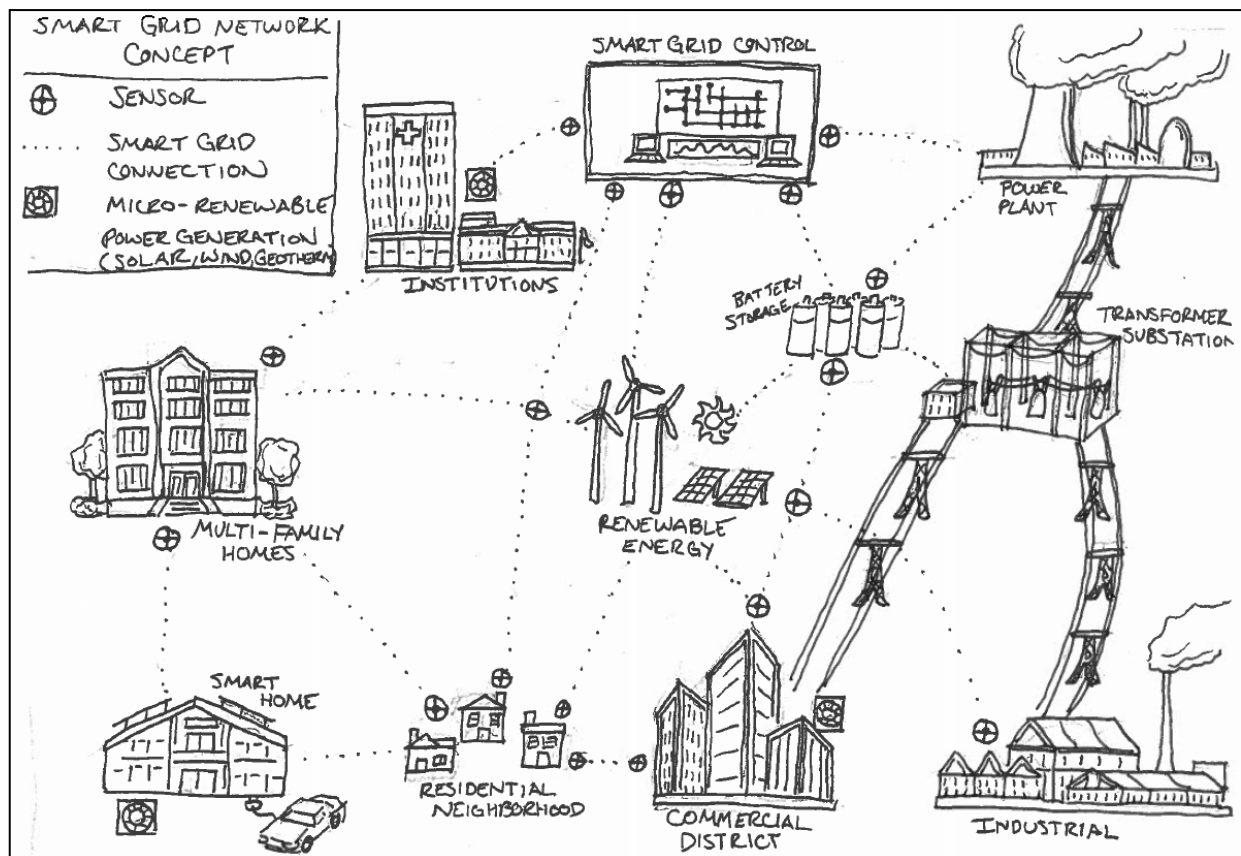 SMART GRID NETWORK
CONCEPT
SENSOR
SMART GRID
CONNECTION
MICRO-RENEWABLE
POWER GENERATION
(SOLAR, WIND, GEOTHERM
SMART GRID CONTROL
POWER
PLANT
INSTITUTIONS
BATTERY
STORAGE
TRANSFORMER
SUBSTATION
MULTI-FAMILY
HOMES
RENEWABLE
ENERGY
SMART
HOME
RESIDENTIAL
NEIGHBORHOOD
COMMERCIAL
DISTRICT
INDUSTRIAL